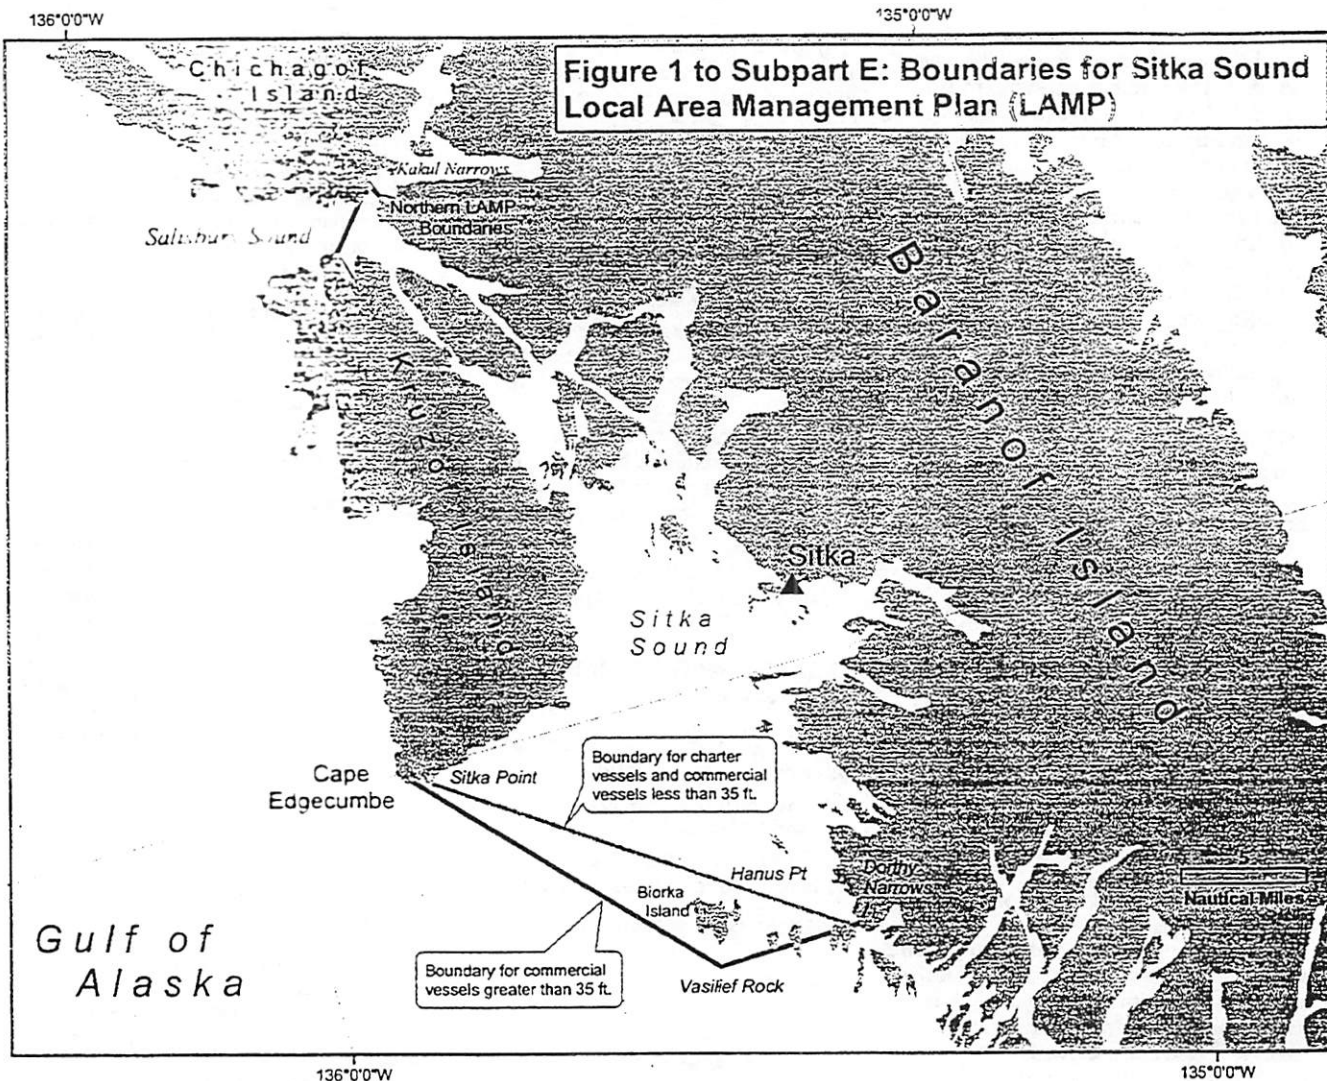 136°0'0"W
135°0'0"W
Figure 1 to Subpart E: Boundaries for Sitka Sound
Local Area Management Plan (LAMP)
Chichagof
Island
Kakul Narrows
Northern LAMP
Boundaries
Salisbury Sound
Baranof Island
Kruzof Island
Sitka
Sitka
Sound
Cape
Edgecumbe
Sitka Point
Boundary for charter
vessels and commercial
vessels less than 35 ft.
Hanus Pt
Dorthy
Narrows
Biorka
Island
Nautical Miles
Gulf of
Alaska
Boundary for commercial
vessels greater than 35 ft.
Vasilief Rock
136°0'0"W
135°0'0"W